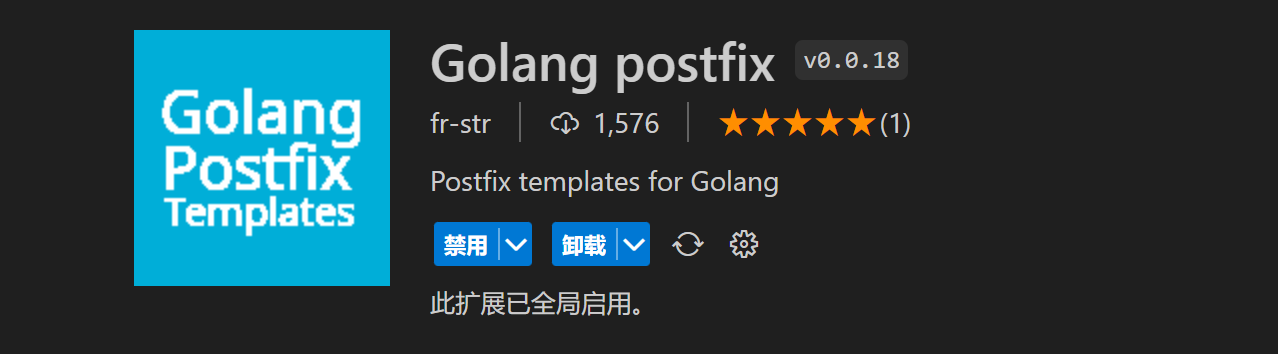 Golang
Postfix
Templates
Golang postfix v0.0.18
fr-str 1,576 (1)
Postfix templates for Golang
禁用 卸载
此扩展已全局启用。